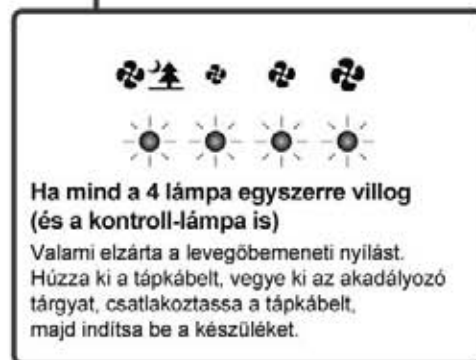 Ha mind a 4 lámpa egyszerre villog
(és a kontroll-lámpa is)
Valami elzárta a levegőbemeneti nyílást.
Húzza ki a tápkábelt, vegye ki az akadályozó
tárgyat, csatlakoztassa a tápkábelt,
majd indítsa be a készüléket.